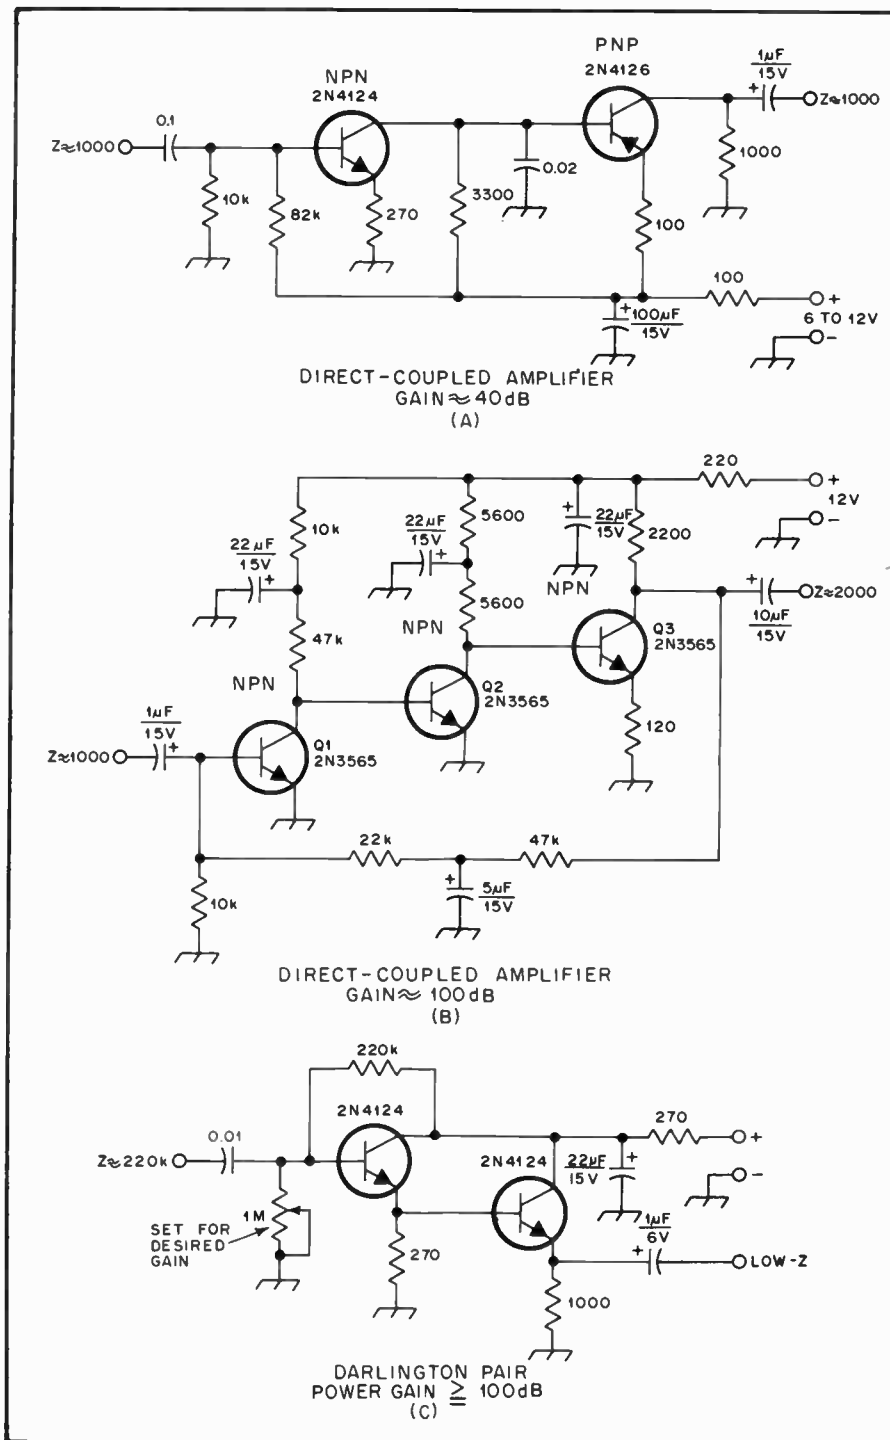 PNP
2N4126
NPN
2N4124
1µF
15V
+
Z≈1000
0.1
Z≈1000
0.02
1000
10k
82k
270
3300
100
100
+
6 TO 12V
−
+
100µF
15V
DIRECT-COUPLED AMPLIFIER
GAIN≈40dB
(A)
220
+
12V
−
10k
5600
22µF
15V
+
2200
22µF
15V
+
22µF
15V
+
NPN
5600
+
10µF
15V
Z≈2000
47k
NPN
Q3
2N3565
NPN
Q2
2N3565
120
1µF
15V
+
Z≈1000
Q1
2N3565
22k
47k
10k
+
5µF
15V
DIRECT-COUPLED AMPLIFIER
GAIN≈100dB
(B)
220k
2N4124
270
+
0.01
Z≈220k
2N4124
22µF
15V
+
−
1M
SET FOR
DESIRED
GAIN
270
1µF
6V
+
LOW-Z
1000
DARLINGTON PAIR
POWER GAIN ≧ 100dB
(C)